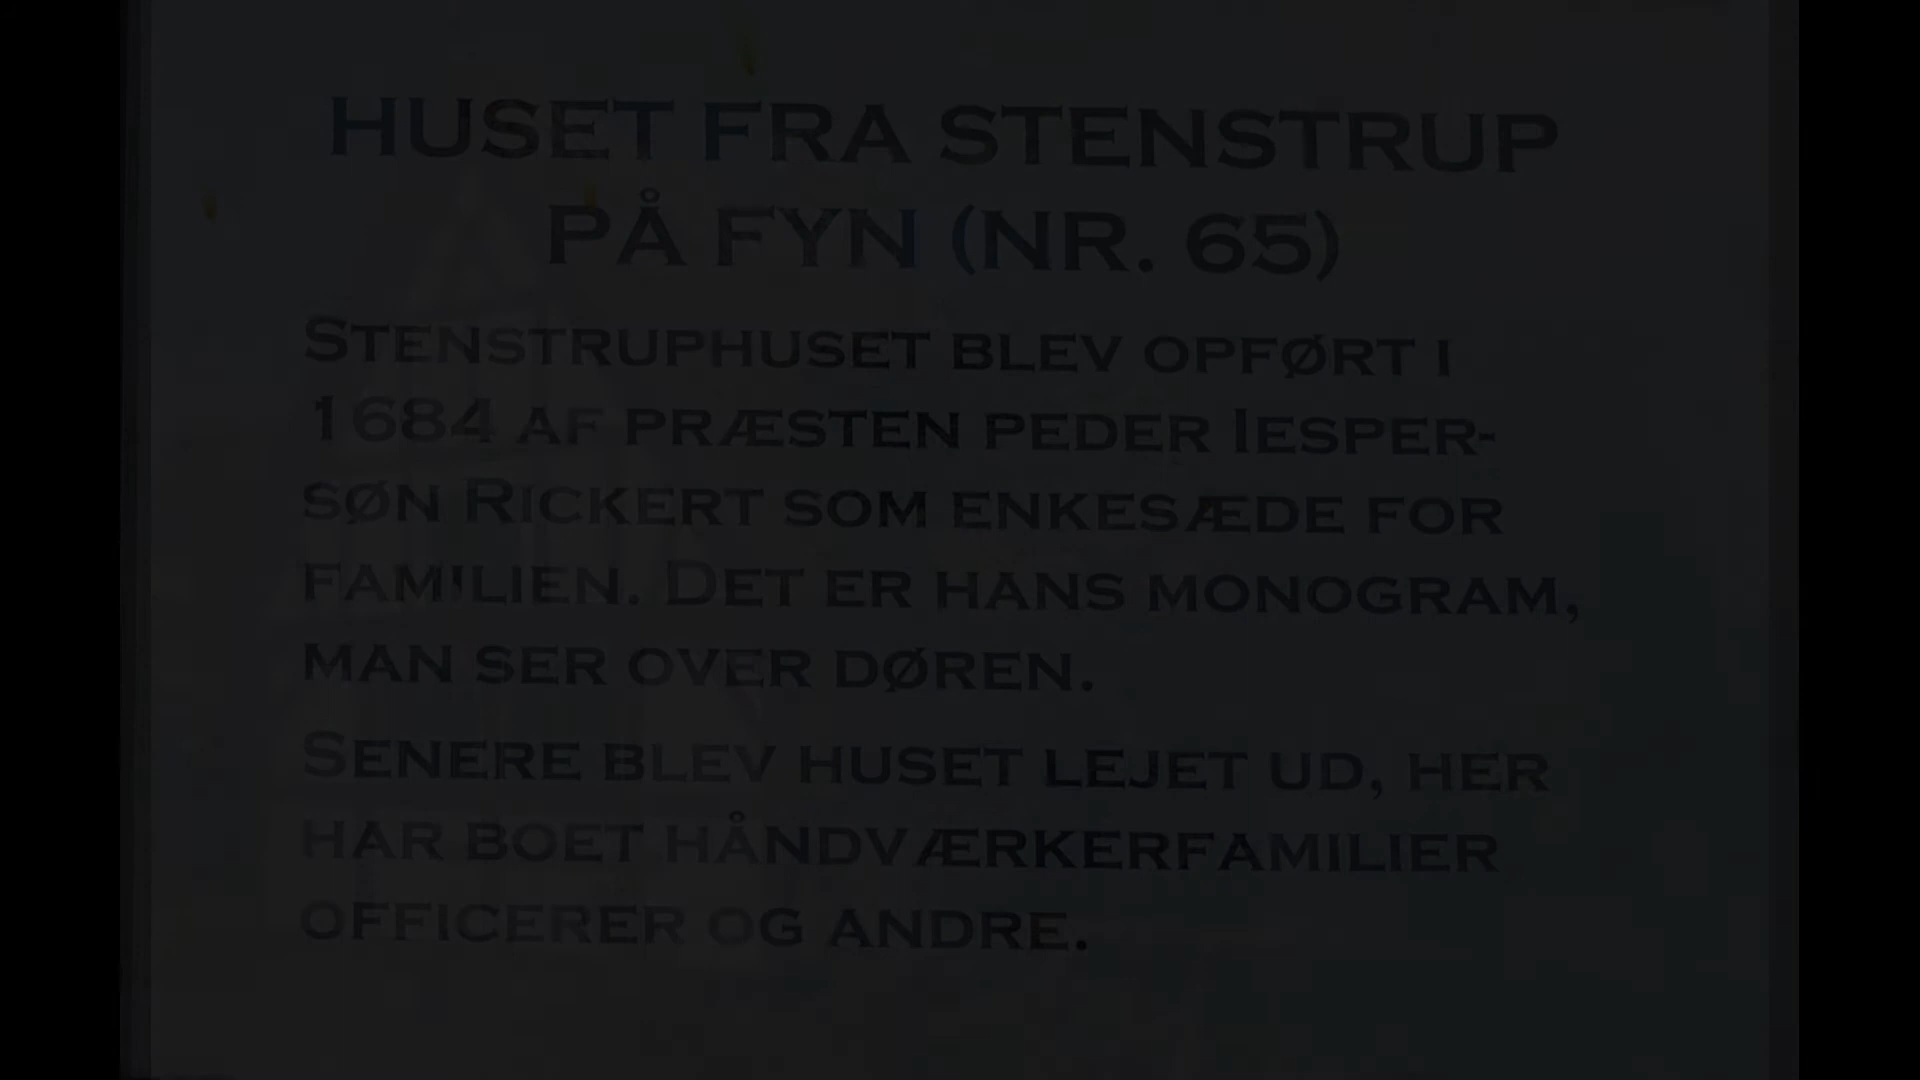 HUSET FRA STENSTRUP
PÅ FYN (NR. 65)
STENSTRUPHUSET BLEV OPFØRT I
1684 AF PRÆSTEN PEDER IESPER-
SØN RICKERT SOM ENKESÆDE FOR
FAMILIEN. DET ER HANS MONOGRAM,
MAN SER OVER DØREN.
SENERE BLEV HUSET LEJET UD, HER
HAR BOET HÅNDVÆRKERFAMILIER
OFFICERER OG ANDRE.